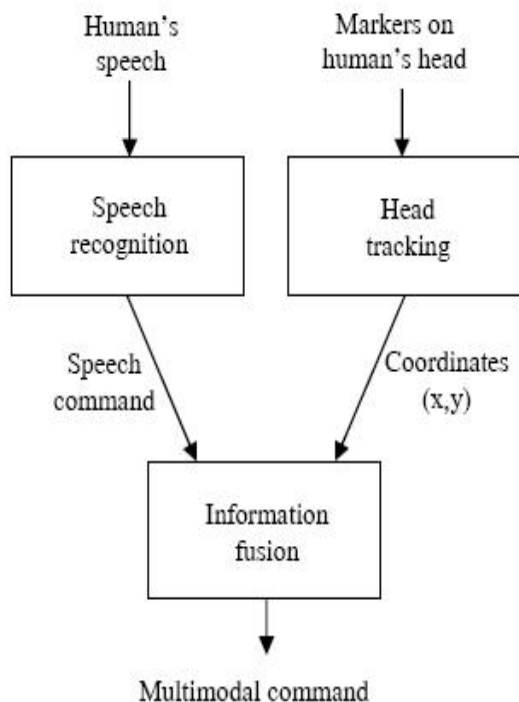 Human’s
speech
Markers on
human’s head
Speech
recognition
Head
tracking
Speech
command
Coordinates
(x,y)
Information
fusion
Multimodal command